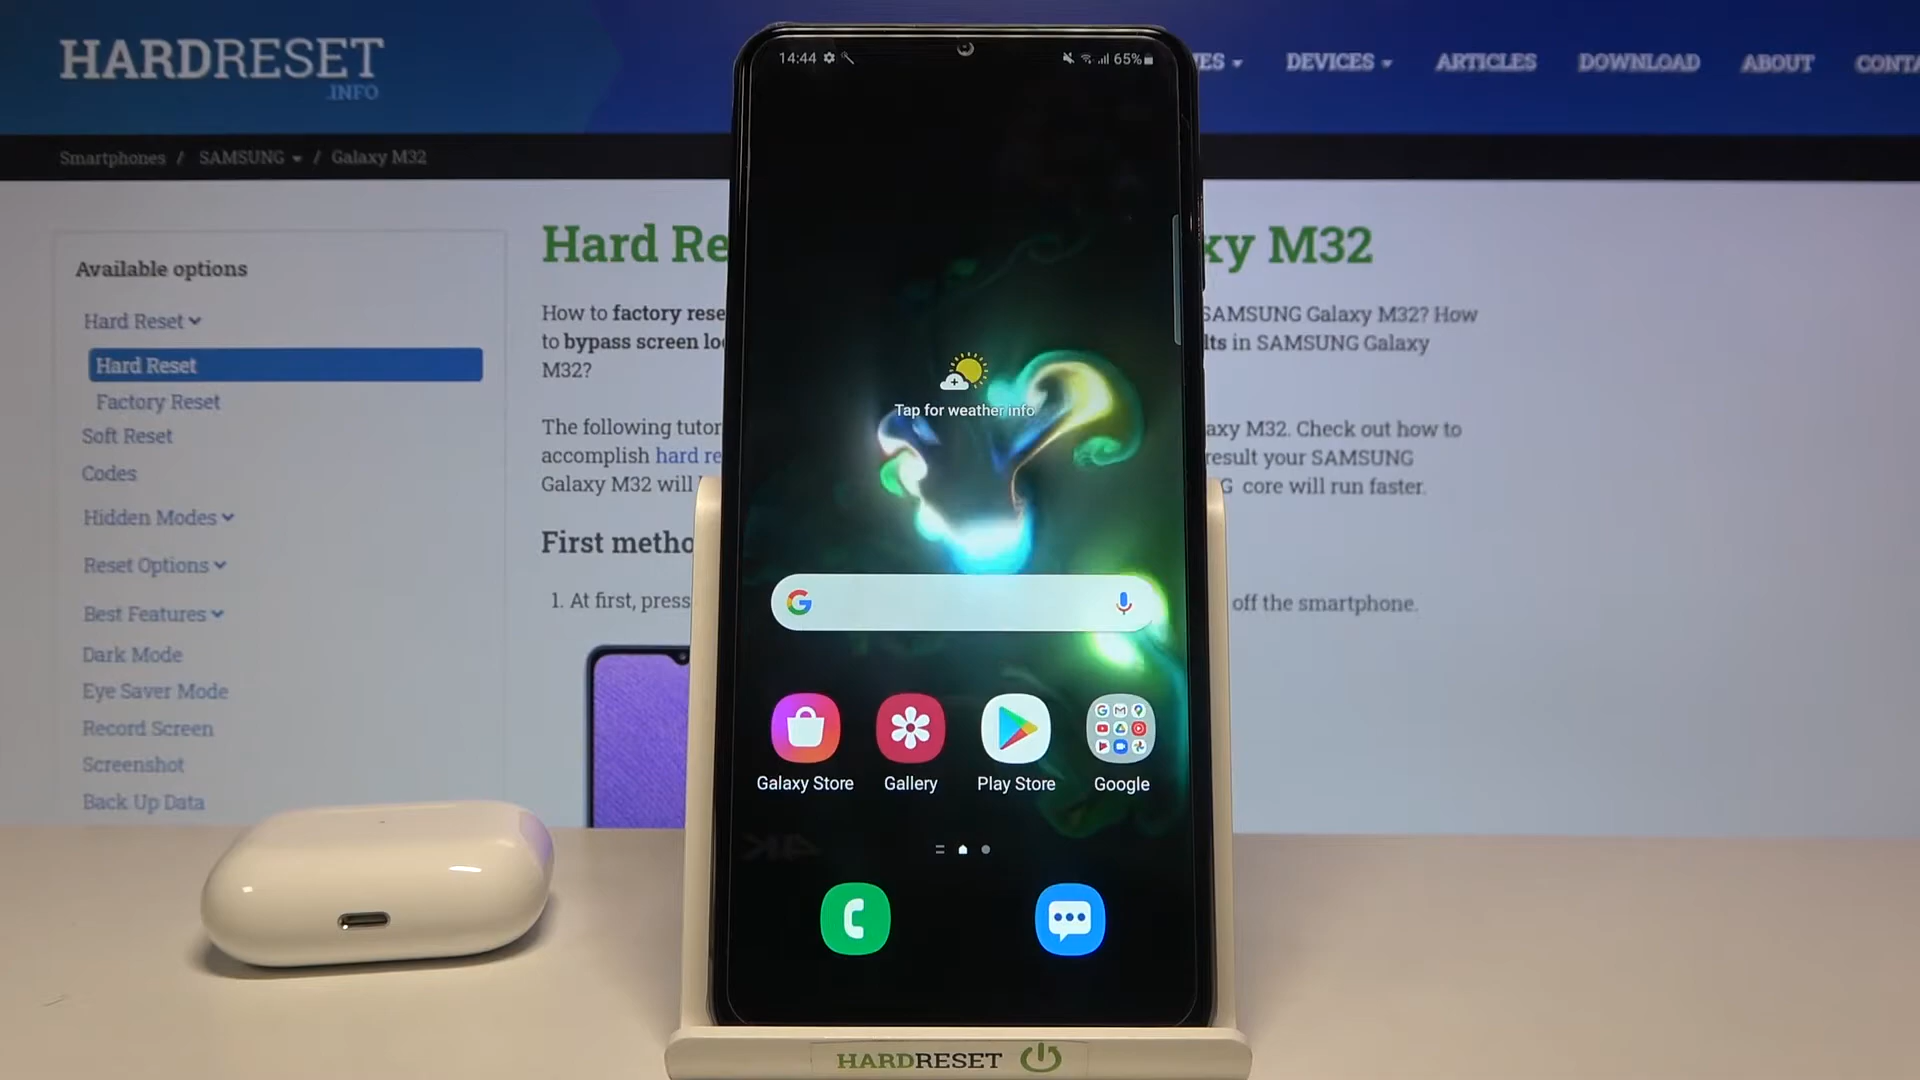 HARDRESET
.INFO
DEVICES
ARTICLES
DOWNLOAD
ABOUT
Smartphones / SAMSUNG / Galaxy M32
Available options
Hard Reset
Hard Reset
Factory Reset
Soft Reset
Codes
Hidden Modes
Reset Options
Best Features
Dark Mode
Eye Saver Mode
Record Screen
Screenshot
Back Up Data
Hard Re
xy M32
How to factory rese
SAMSUNG Galaxy M32? How
to bypass screen lo
lts in SAMSUNG Galaxy
M32?
The following tutor
axy M32. Check out how to
accomplish hard re
result your SAMSUNG
Galaxy M32 will
G core will run faster.
First metho
1. At first, press
off the smartphone.
14:44
65%
Tap for weather info
Galaxy Store
Gallery
Play Store
Google
HARDRESET